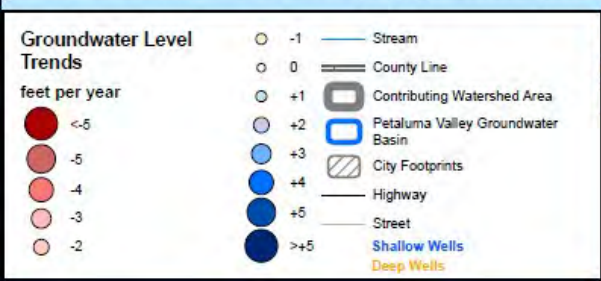 Groundwater Level
Trends
feet per year
<-5
-5
-4
-3
-2
-1
0
+1
+2
+3
+4
+5
>+5
Stream
County Line
Contributing Watershed Area
Petaluma Valley Groundwater
Basin
City Footprints
Highway
Street
Shallow Wells
Deep Wells